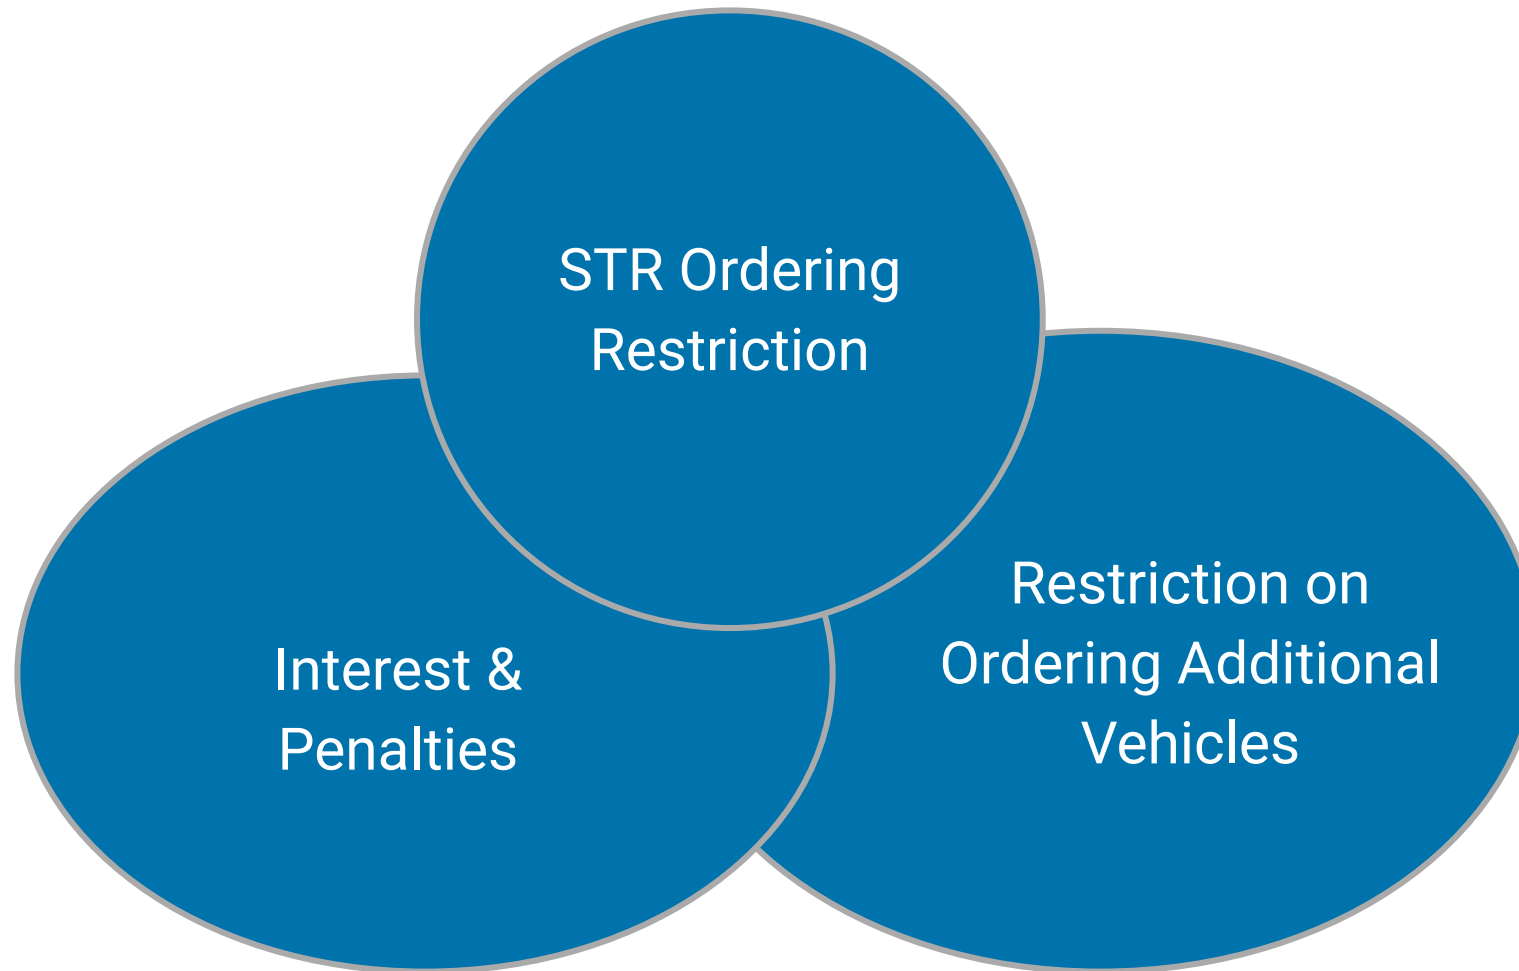 STR Ordering
Restriction
Interest &
Penalties
Restriction on
Ordering Additional
Vehicles